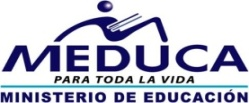 MEDUCA
PARA TODA LA VIDA
MINISTERIO DE EDUCACIÓN